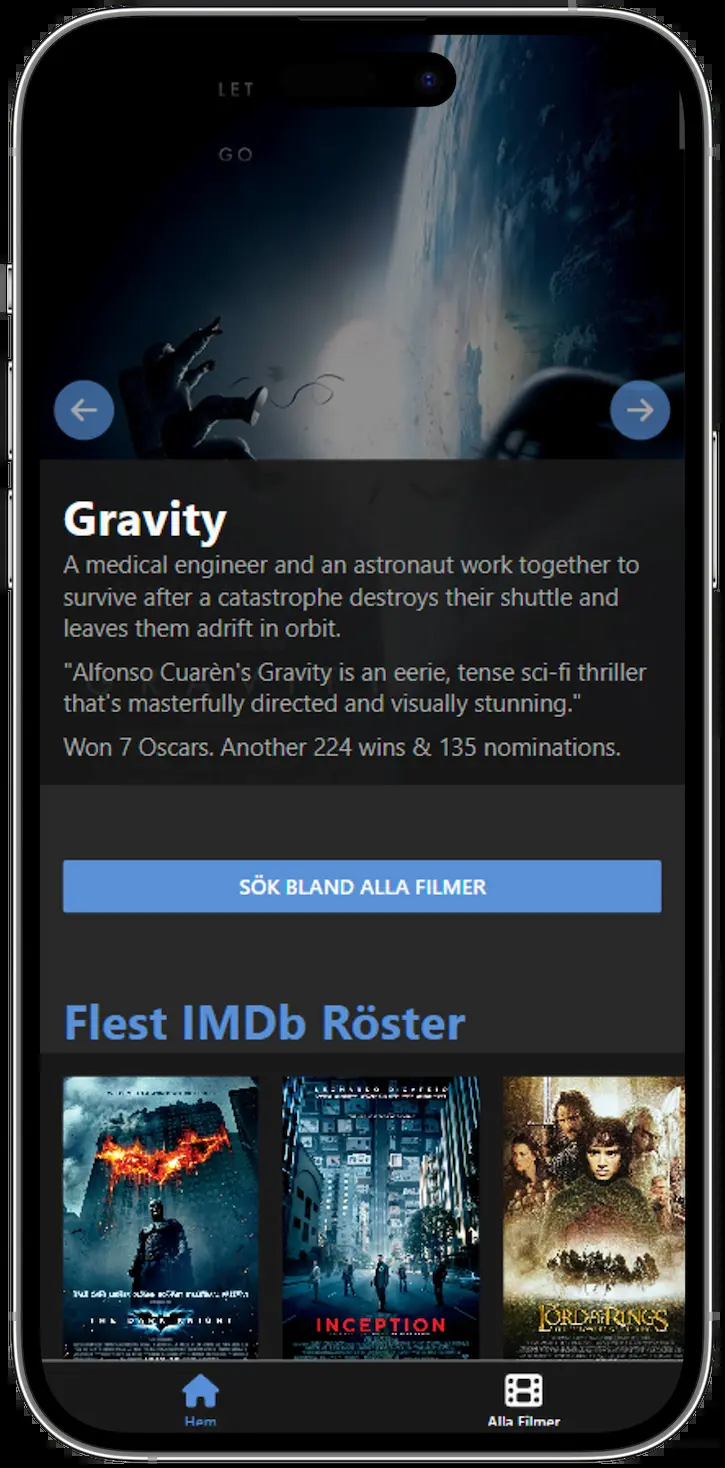 LET
GO
Gravity
A medical engineer and an astronaut work together to
survive after a catastrophe destroys their shuttle and
leaves them adrift in orbit.
"Alfonso Cuarèn's Gravity is an eerie, tense sci-fi thriller
that's masterfully directed and visually stunning."
Won 7 Oscars. Another 224 wins & 135 nominations.
SÖK BLAND ALLA FILMER
Flest IMDb Röster
THE DARK KNIGHT
INCEPTION
LORD OF THE RINGS
Hem
Alla Filmer